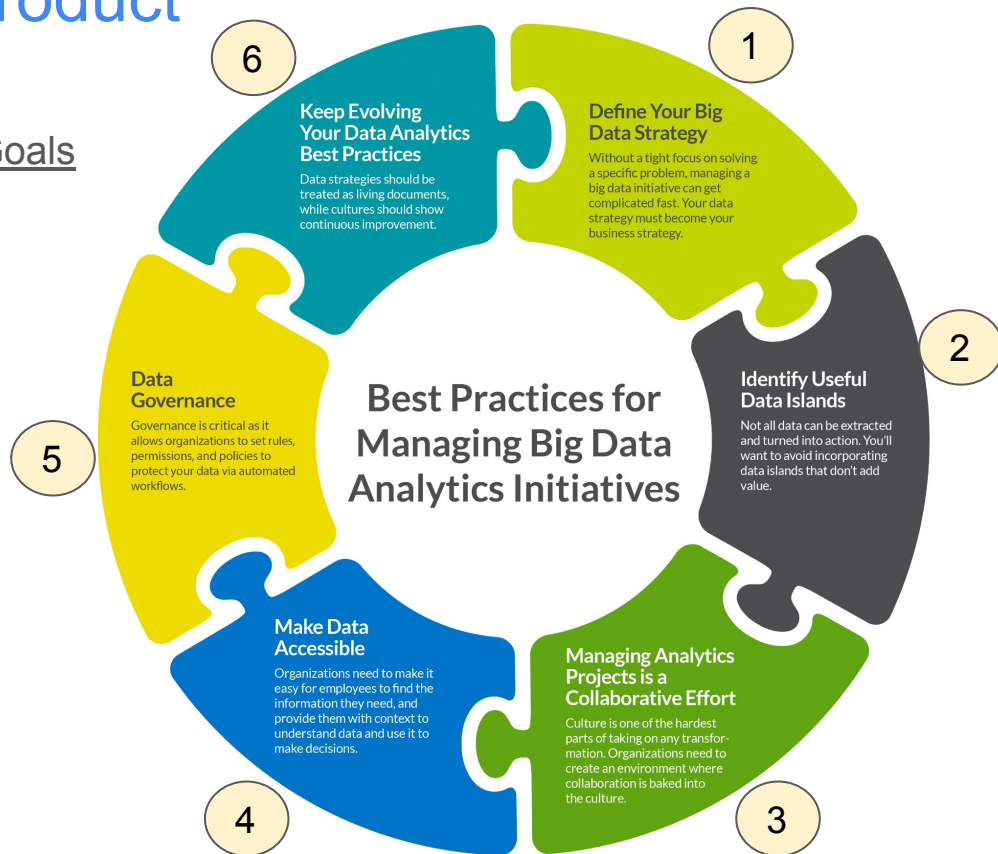 roduct
Goals
1
Define Your Big
Data Strategy
Without a tight focus on solving
a specific problem, managing a
big data initiative can get
complicated fast. Your data
strategy must become your
business strategy.
2
Identify Useful
Data Islands
Not all data can be extracted
and turned into action. You'll
want to avoid incorporating
data islands that don't add
value.
3
Managing Analytics
Projects is a
Collaborative Effort
Culture is one of the hardest
parts of taking on any transfor-
mation. Organizations need to
create an environment where
collaboration is baked into
the culture.
4
Make Data
Accessible
Organizations need to make it
easy for employees to find the
information they need, and
provide them with context to
understand data and use it to
make decisions.
5
Data
Governance
Governance is critical as it
allows organizations to set rules,
permissions, and policies to
protect your data via automated
workflows.
6
Keep Evolving
Your Data Analytics
Best Practices
Data strategies should be
treated as living documents,
while cultures should show
continuous improvement.
Best Practices for
Managing Big Data
Analytics Initiatives